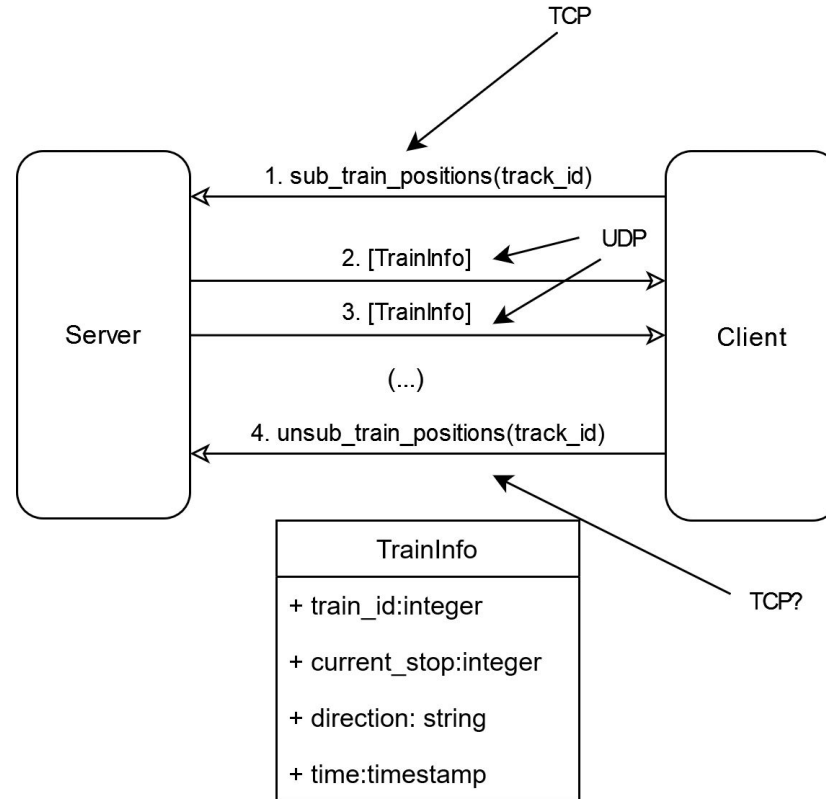 TCP
1. sub_train_positions(track_id)
UDP
2. [TrainInfo]
3. [TrainInfo]
Server
Client
(...)
4. unsub_train_positions(track_id)
TrainInfo
TCP?
+ train_id:integer
+ current_stop:integer
+ direction: string
+ time:timestamp